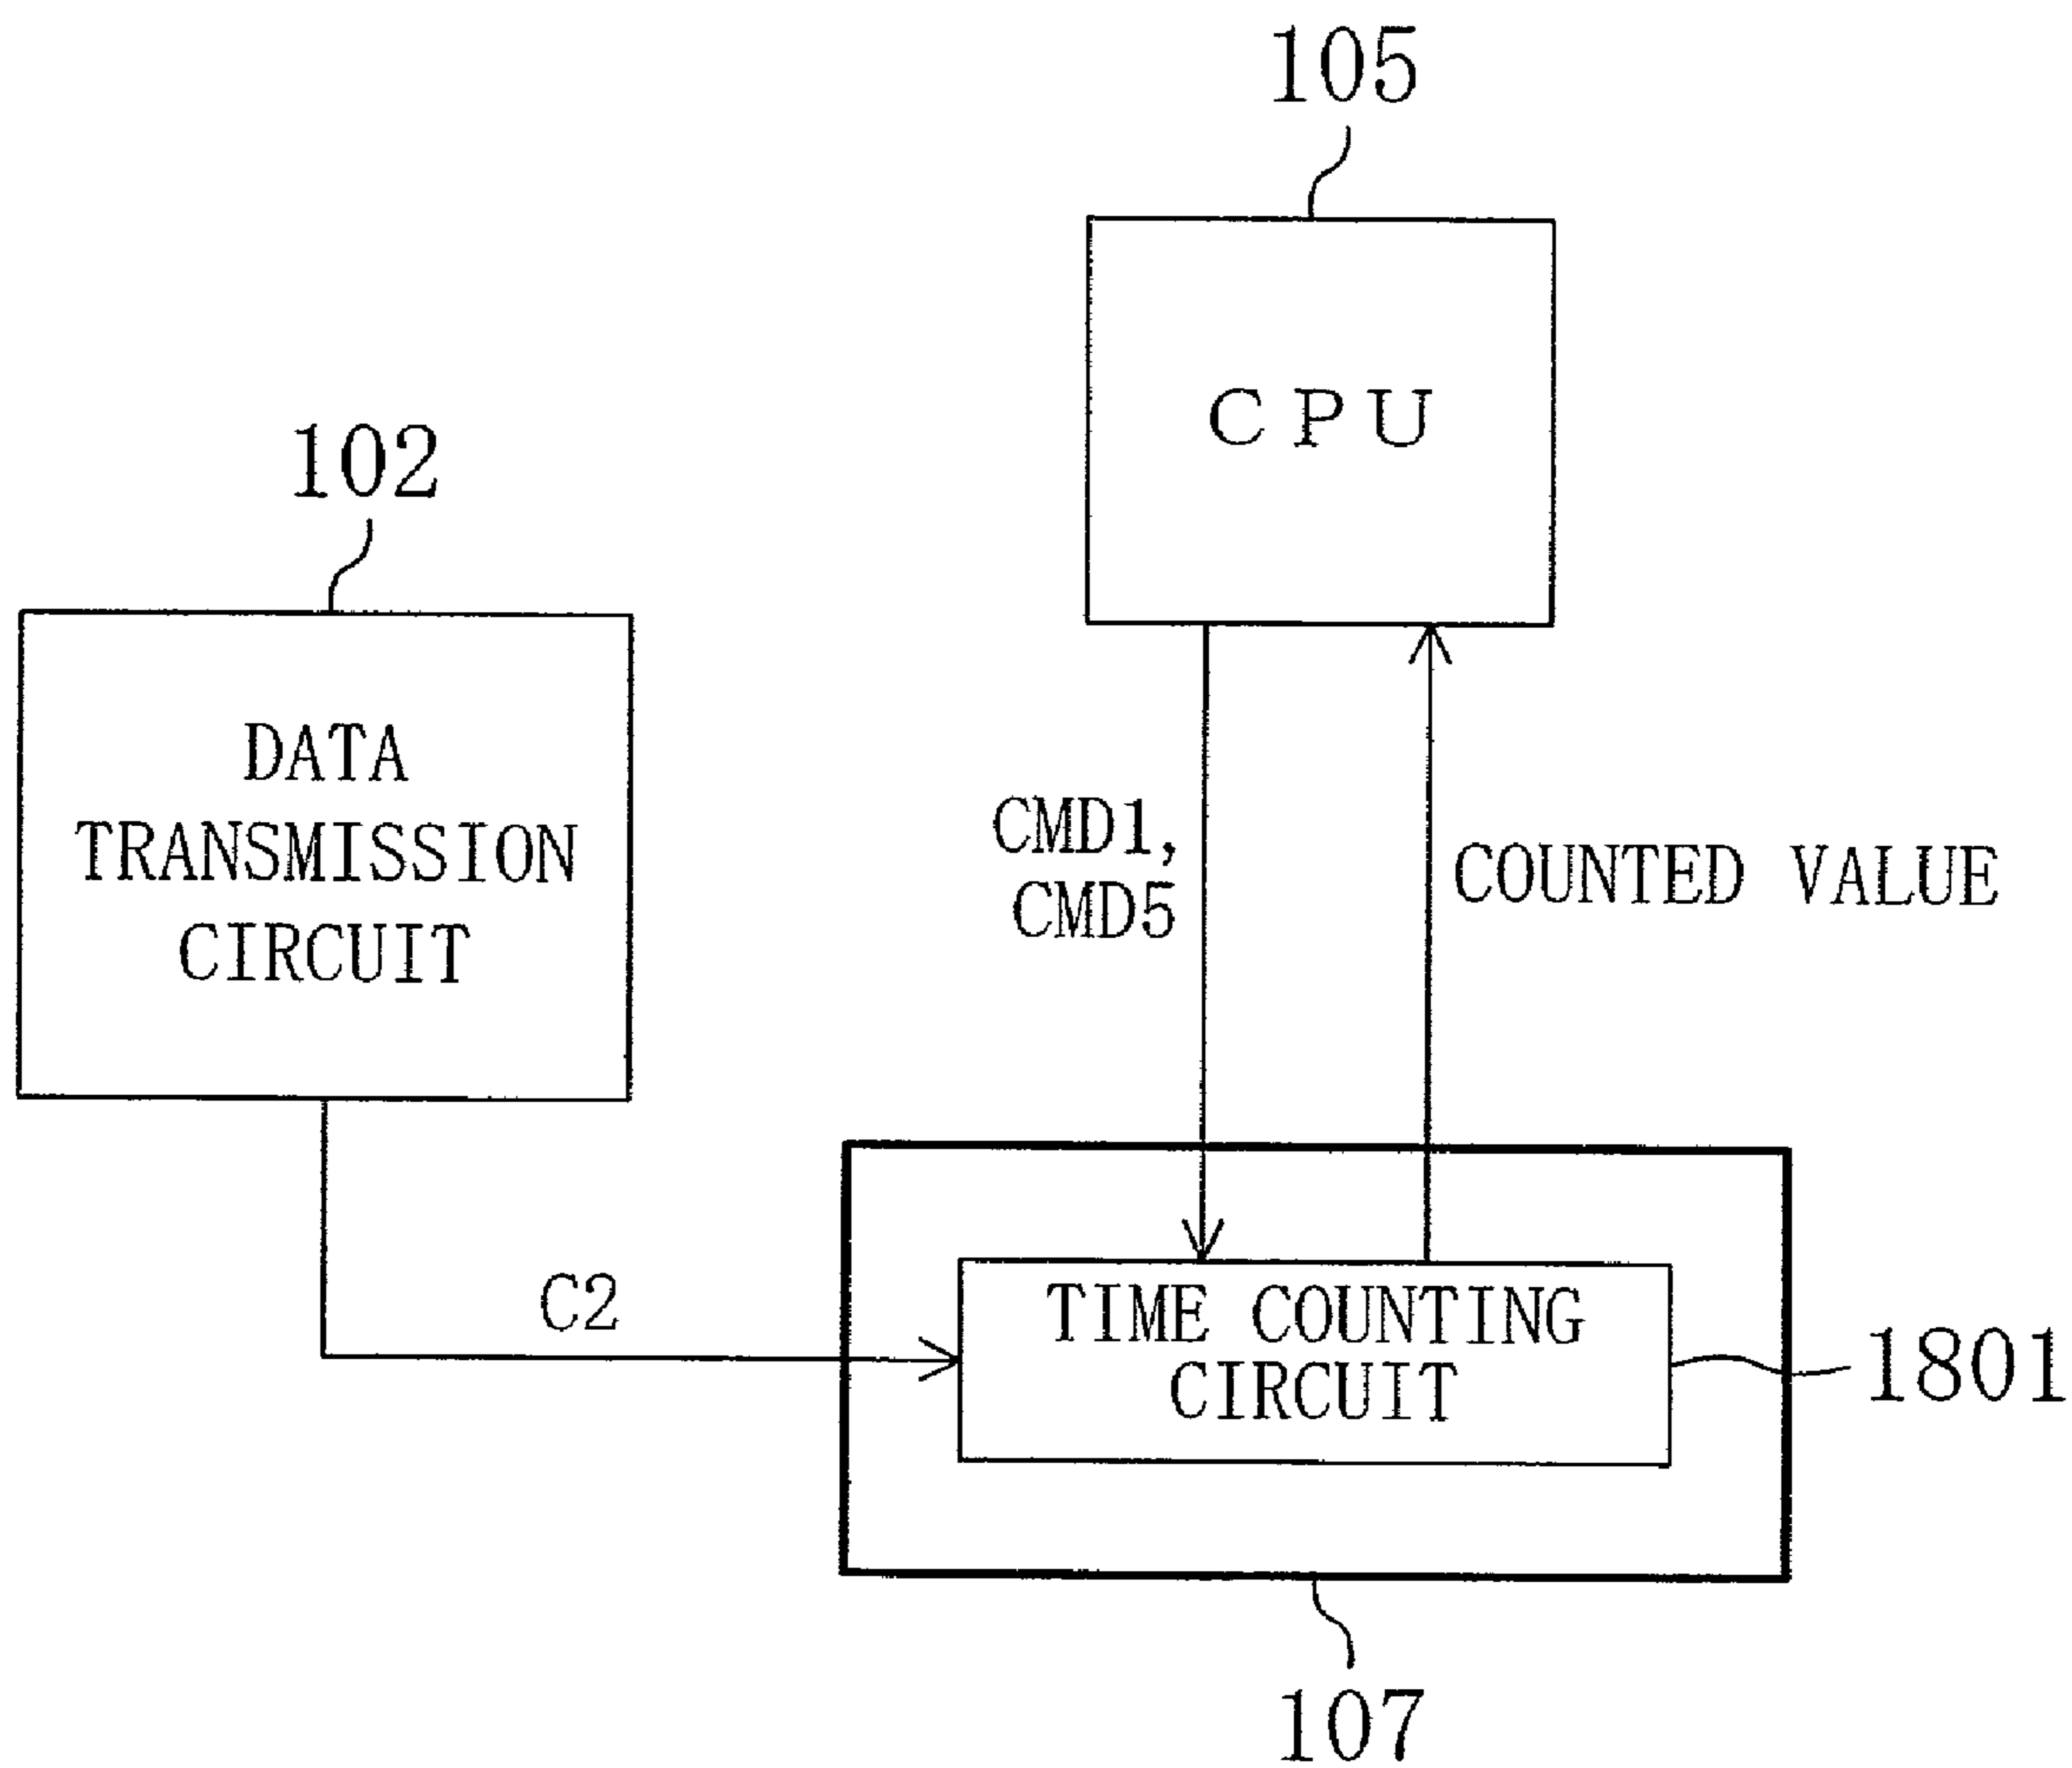 105
CPU
102
DATA
TRANSMISSION
CIRCUIT
CMD1,
CMD5
COUNTED VALUE
C2
TIME COUNTING
CIRCUIT
1801
107